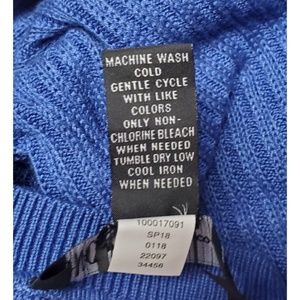 MACHINE WASH
COLD
GENTLE CYCLE
WITH LIKE
COLORS
ONLY NON-
CHLORINE BLEACH
WHEN NEEDED
TUMBLE DRY LOW
COOL IRON
WHEN NEEDED
100017091
SP18
0118
22097
34456